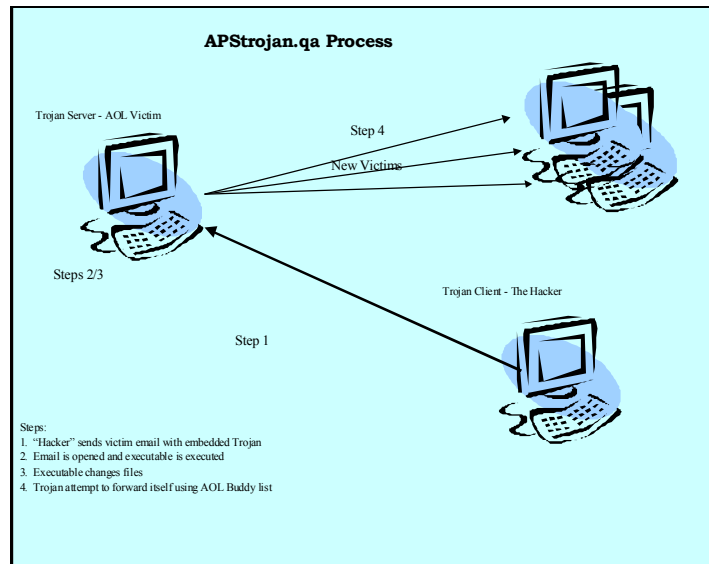 APStrojan.qa Process
Trojan Server - AOL Victim
Step 4
New Victims
Steps 2/3
Trojan Client - The Hacker
Step 1
Steps:
1. “Hacker” sends victim email with embedded Trojan
2. Email is opened and executable is executed
3. Executable changes files
4. Trojan attempt to forward itself using AOL Buddy list